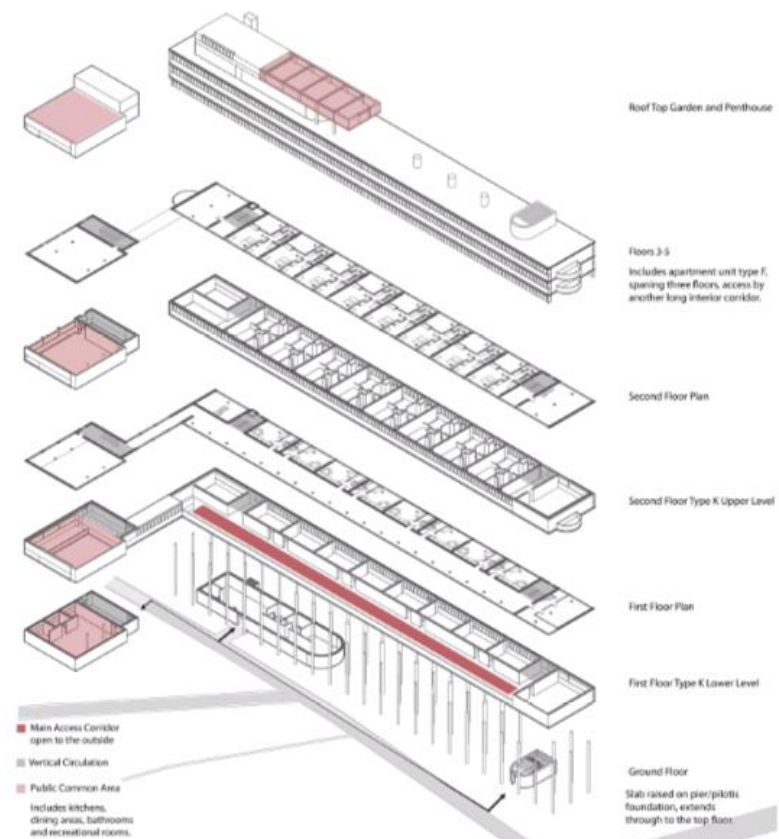 Roof Top Garden and Penthouse
Floors 3-5
Includes apartment unit type F,
spaning three floors, access by
another long interior corridor.
Second Floor Plan
Second Floor Type K Upper Level
First Floor Plan
First Floor Type K Lower Level
Ground Floor
Slab raised on pier/pilotis
foundation, extends
through to the top floor.
Main Access Corridor
open to the outside
Vertical Circulation
Public Common Area
Includes kitchens,
dining areas, bathrooms
and recreational rooms.